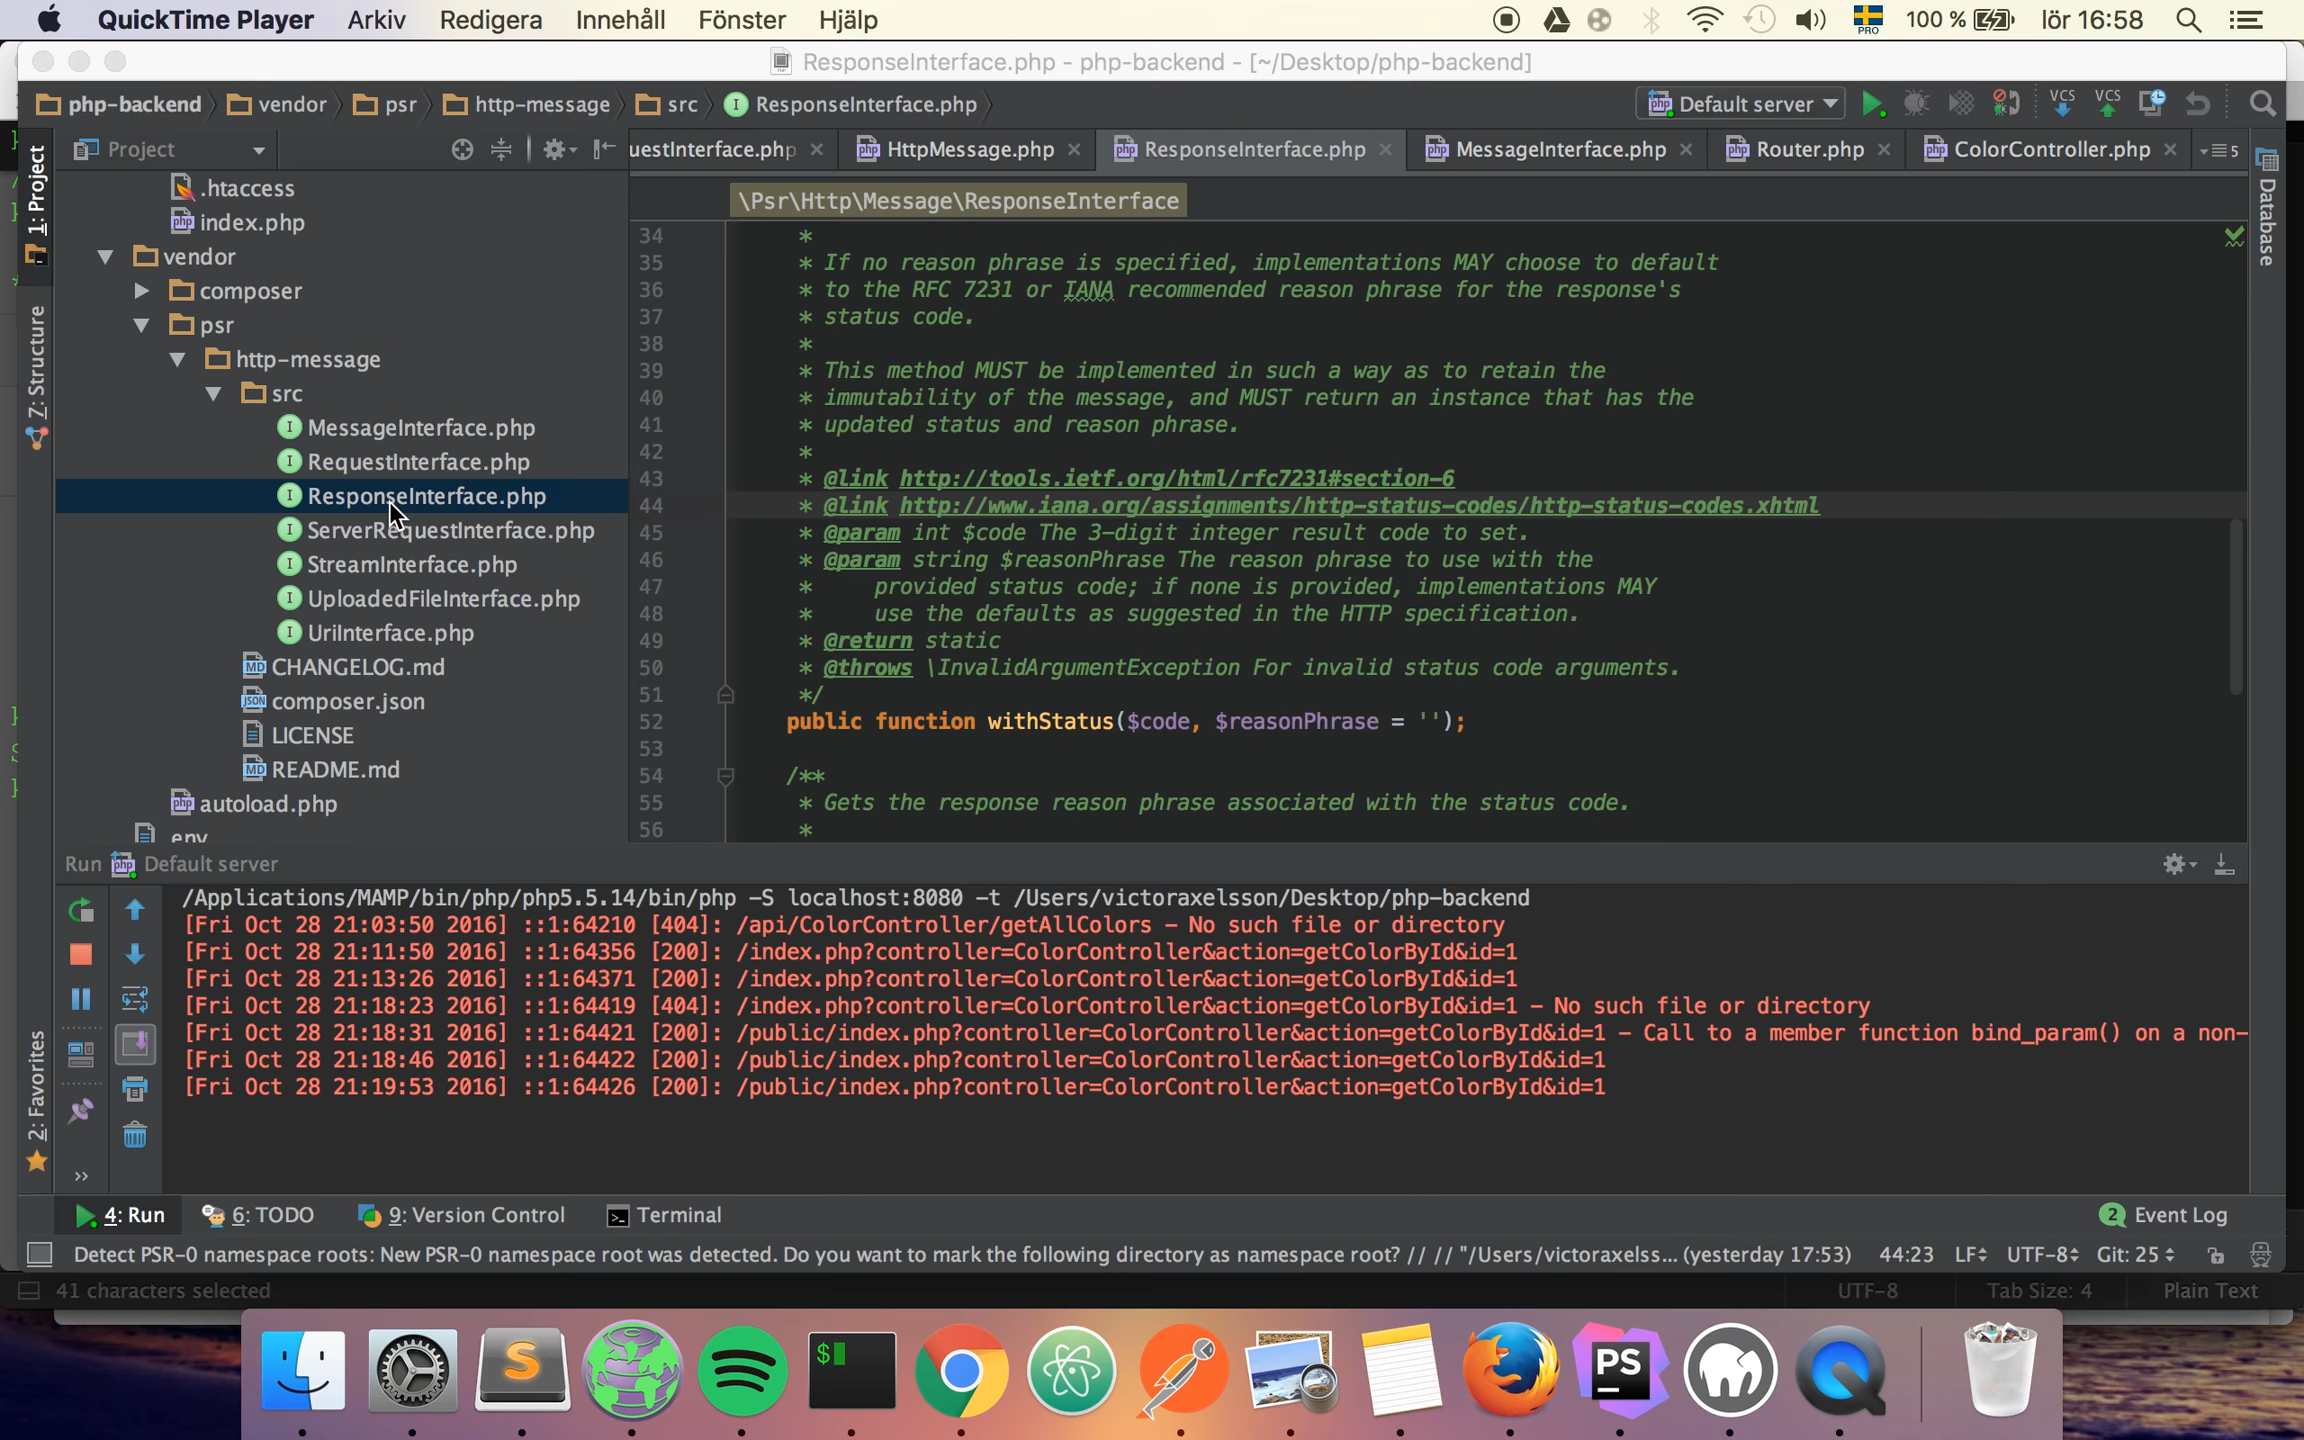 QuickTime Player Arkiv Redigera Innehåll Fönster Hjälp PRO 100 % lör 16:58
ResponseInterface.php - php-backend - [~/Desktop/php-backend]
php-backend vendor psr http-message src ResponseInterface.php Default server VCS VCS
1: Project
Project
uestInterface.php HttpMessage.php ResponseInterface.php MessageInterface.php Router.php ColorController.php 5
Database
7: Structure
.htaccess
index.php
vendor
composer
psr
http-message
src
MessageInterface.php
RequestInterface.php
ResponseInterface.php
ServerRequestInterface.php
StreamInterface.php
UploadedFileInterface.php
UriInterface.php
CHANGELOG.md
composer.json
LICENSE
README.md
autoload.php
env
\Psr\Http\Message\ResponseInterface
34 *
35 * If no reason phrase is specified, implementations MAY choose to default
36 * to the RFC 7231 or IANA recommended reason phrase for the response's
37 * status code.
38 *
39 * This method MUST be implemented in such a way as to retain the
40 * immutability of the message, and MUST return an instance that has the
41 * updated status and reason phrase.
42 *
43 * @link http://tools.ietf.org/html/rfc7231#section-6
44 * @link http://www.iana.org/assignments/http-status-codes/http-status-codes.xhtml
45 * @param int $code The 3-digit integer result code to set.
46 * @param string $reasonPhrase The reason phrase to use with the
47 * provided status code; if none is provided, implementations MAY
48 * use the defaults as suggested in the HTTP specification.
49 * @return static
50 * @throws \InvalidArgumentException For invalid status code arguments.
51 */
52 public function withStatus($code, $reasonPhrase = '');
53
54 /**
55 * Gets the response reason phrase associated with the status code.
56 *
Run Default server
/Applications/MAMP/bin/php/php5.5.14/bin/php -S localhost:8080 -t /Users/victoraxelsson/Desktop/php-backend
[Fri Oct 28 21:03:50 2016] ::1:64210 [404]: /api/ColorController/getAllColors - No such file or directory
[Fri Oct 28 21:11:50 2016] ::1:64356 [200]: /index.php?controller=ColorController&action=getColorById&id=1
[Fri Oct 28 21:13:26 2016] ::1:64371 [200]: /index.php?controller=ColorController&action=getColorById&id=1
[Fri Oct 28 21:18:23 2016] ::1:64419 [404]: /index.php?controller=ColorController&action=getColorById&id=1 - No such file or directory
[Fri Oct 28 21:18:31 2016] ::1:64421 [200]: /public/index.php?controller=ColorController&action=getColorById&id=1 - Call to a member function bind_param() on a non-
[Fri Oct 28 21:18:46 2016] ::1:64422 [200]: /public/index.php?controller=ColorController&action=getColorById&id=1
[Fri Oct 28 21:19:53 2016] ::1:64426 [200]: /public/index.php?controller=ColorController&action=getColorById&id=1
2: Favorites
4: Run 6: TODO 9: Version Control Terminal 2 Event Log
Detect PSR-0 namespace roots: New PSR-0 namespace root was detected. Do you want to mark the following directory as namespace root? // // "/Users/victoraxelss... (yesterday 17:53) 44:23 LF UTF-8 Git: 25
41 characters selected UTF-8 Tab Size: 4 Plain Text
S $ PS